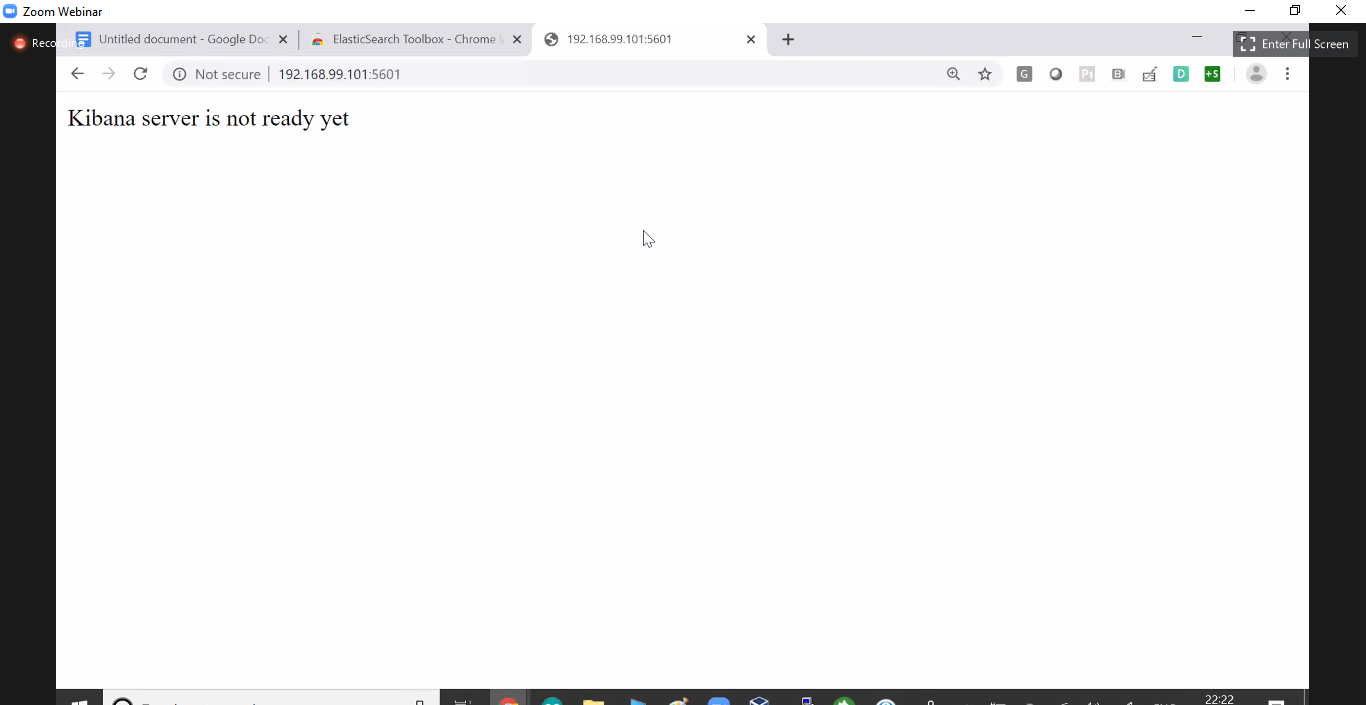 Zoom Webinar
Recording
Untitled document - Google Doc
ElasticSearch Toolbox - Chrome
192.168.99.101:5601
Enter Full Screen
Not secure
192.168.99.101:5601
G
P1
B
D
+S
Kibana server is not ready yet
22:22